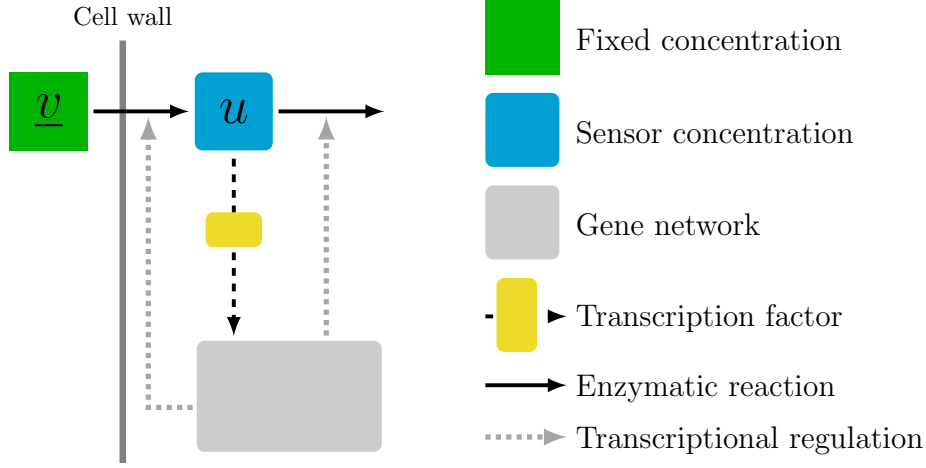 Cell wall
v
u
Fixed concentration
Sensor concentration
Gene network
Transcription factor
Enzymatic reaction
Transcriptional regulation